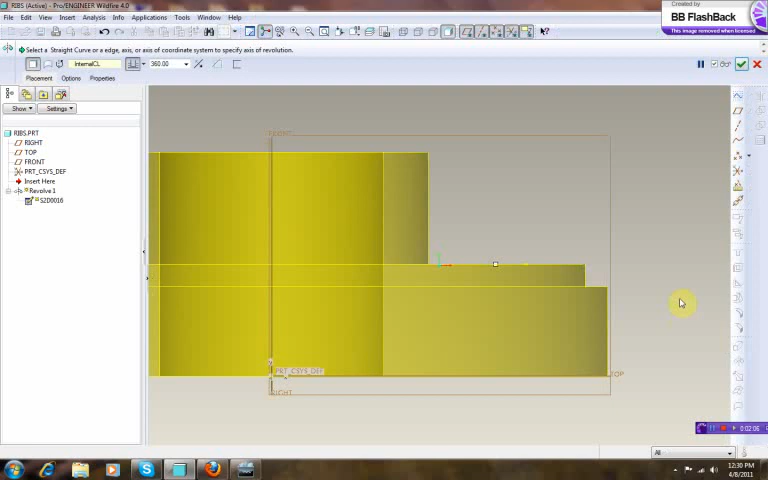 RIBS (Active) - Pro/ENGINEER Wildfire 4.0
Created by
BB FlashBack
This image removed when licensed
File Edit View Insert Analysis Info Applications Tools Window Help
Select a Straight Curve or a edge, axis, or axis of coordinate system to specify axis of revolution.
InternalCL
360.00
Placement Options Properties
Show Settings
RIBS.PRT
RIGHT
TOP
FRONT
PRT_CSYS_DEF
Insert Here
Revolve 1
S2D0016
FRONT
PRT_CSYS_DEF
TOP
RIGHT
0:02:06
All
12:30 PM
4/8/2011